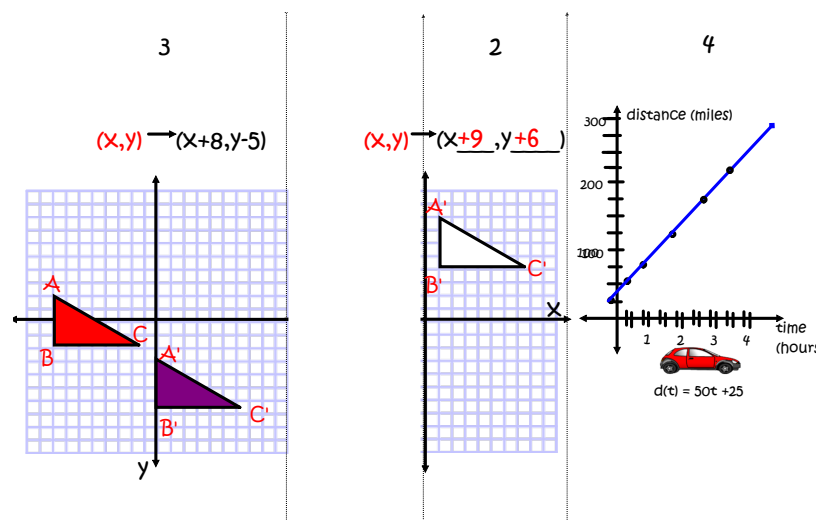 3
(x,y) → (x+8,y-5)
A
B
C
A'
B'
C'
y
2
(x,y) → (x+9,y+6)
A'
B'
C'
x
4
distance (miles)
300
200
100
1 2 3 4
time
(hours
d(t) = 50t +25